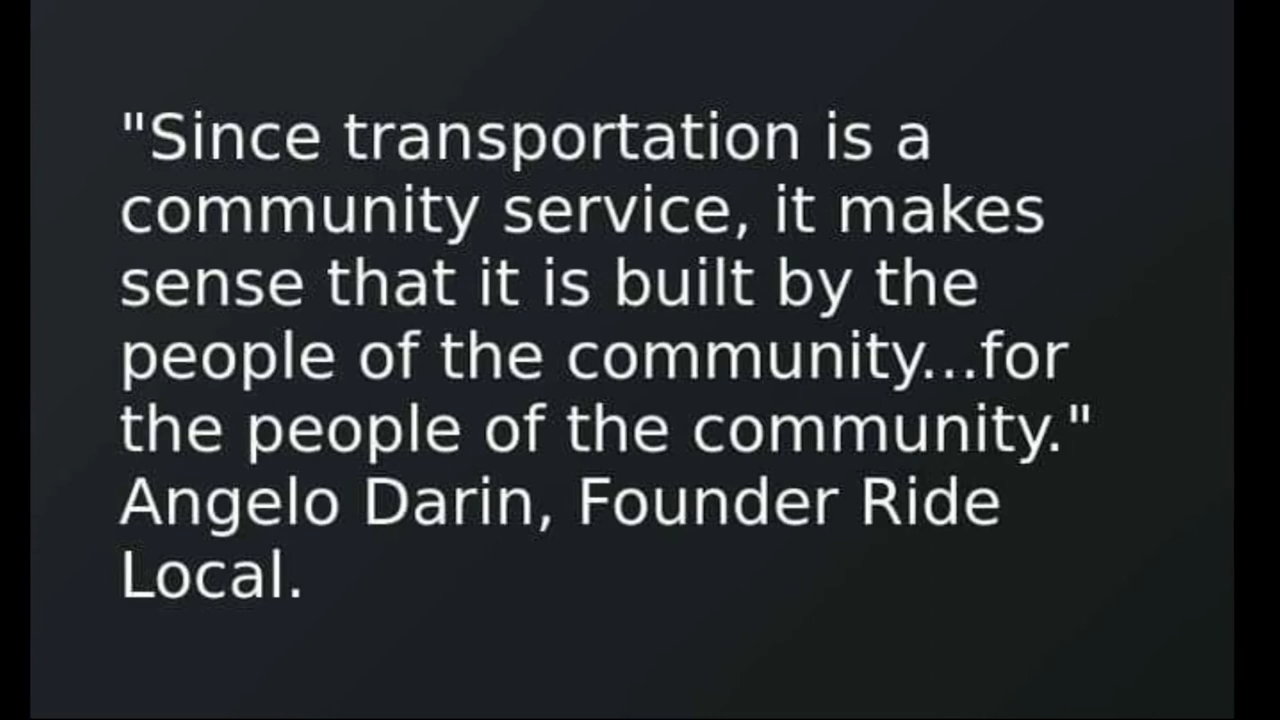 "Since transportation is a
community service, it makes
sense that it is built by the
people of the community...for
the people of the community."
Angelo Darin, Founder Ride
Local.